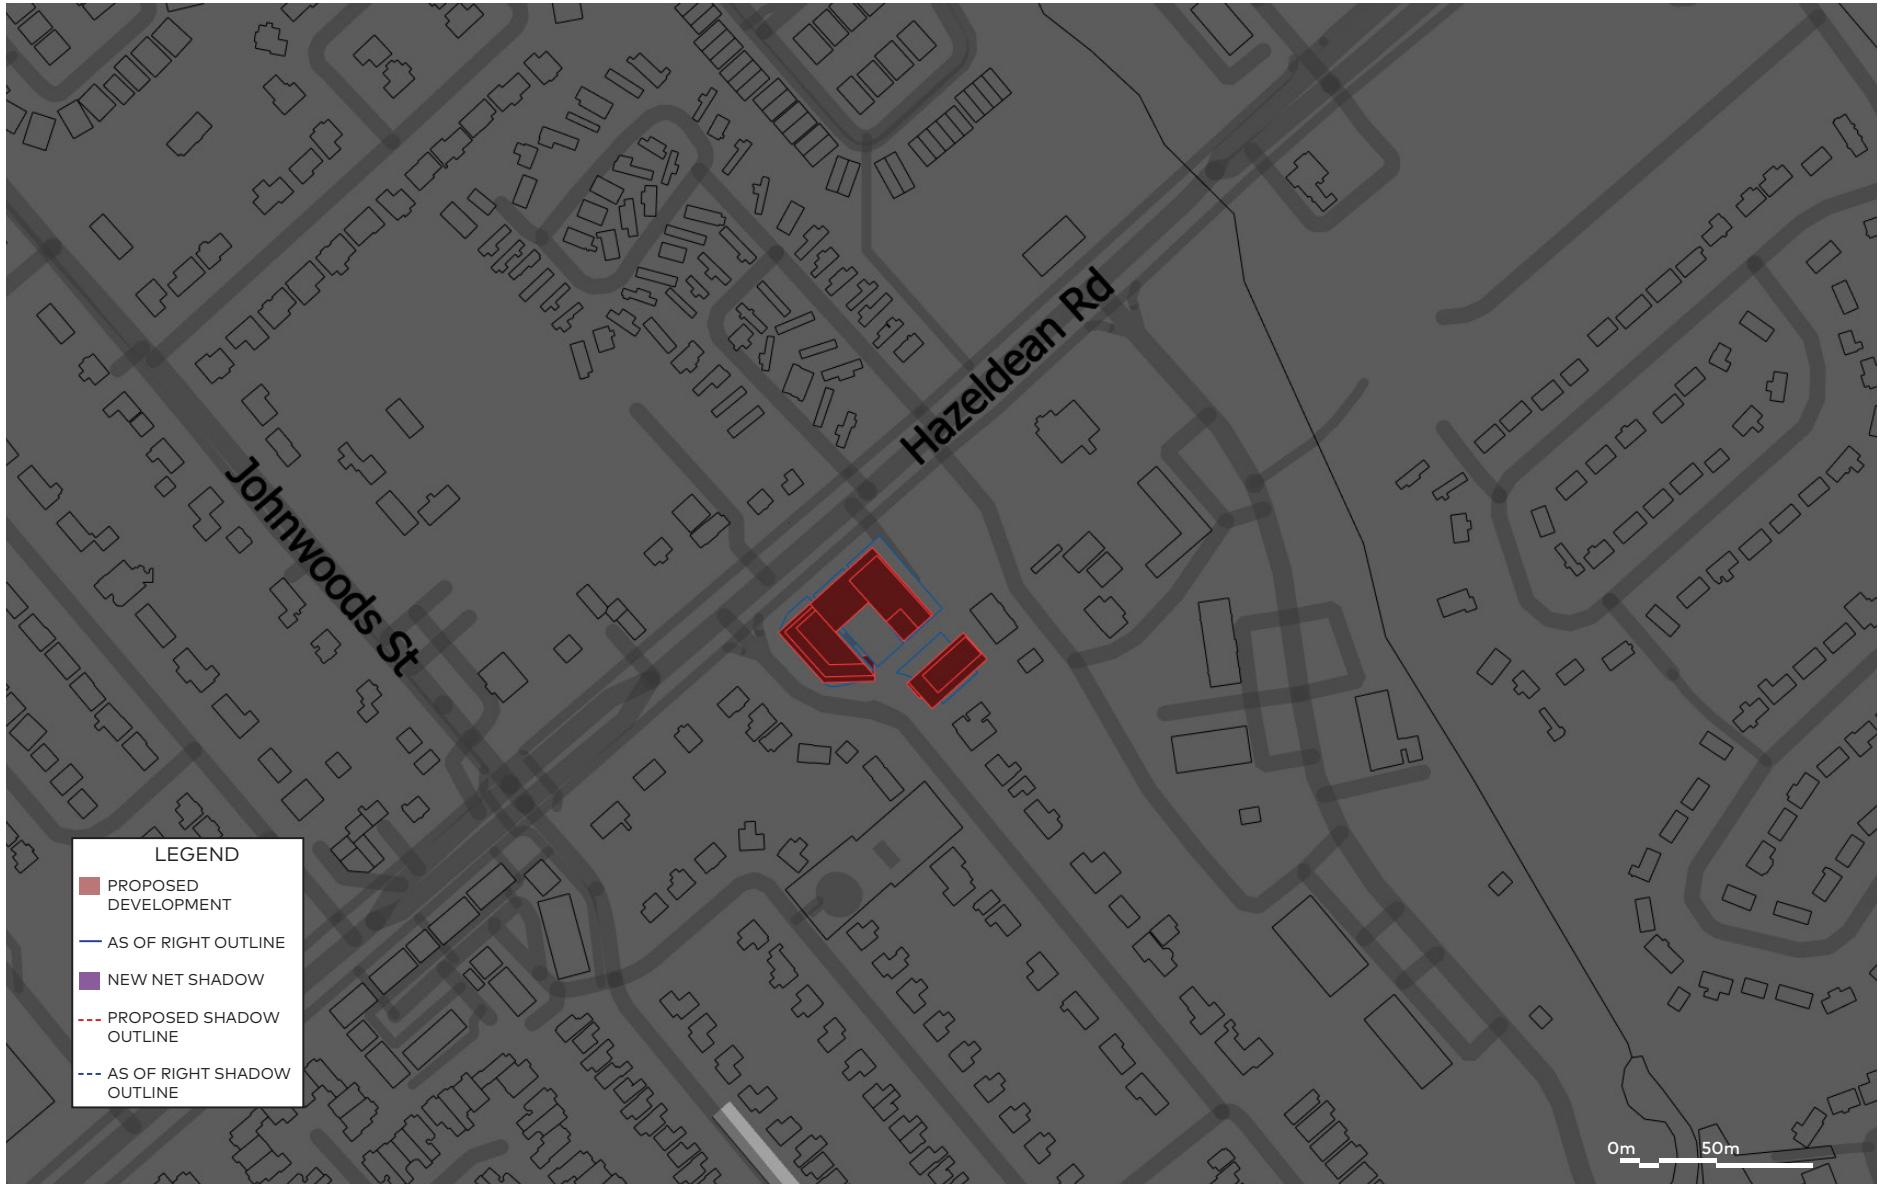 Hazeldean Rd
Johnwoods St
LEGEND
PROPOSED
DEVELOPMENT
AS OF RIGHT OUTLINE
NEW NET SHADOW
PROPOSED SHADOW
OUTLINE
AS OF RIGHT SHADOW
OUTLINE
0m 50m